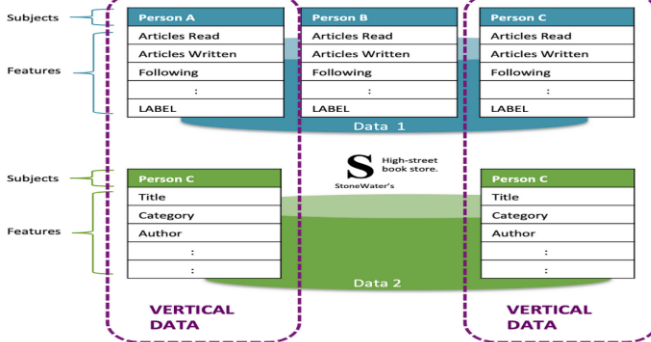 Subjects
Person A
Person B
Person C
Features
Articles Read
Articles Read
Articles Read
Articles Written
Articles Written
Articles Written
Following
Following
Following
:
:
:
LABEL
LABEL
LABEL
Data 1
S
High-street
book store.
StoneWater's
Subjects
Person C
Person C
Features
Title
Title
Category
Category
Author
Author
:
:
:
:
Data 2
VERTICAL
DATA
VERTICAL
DATA